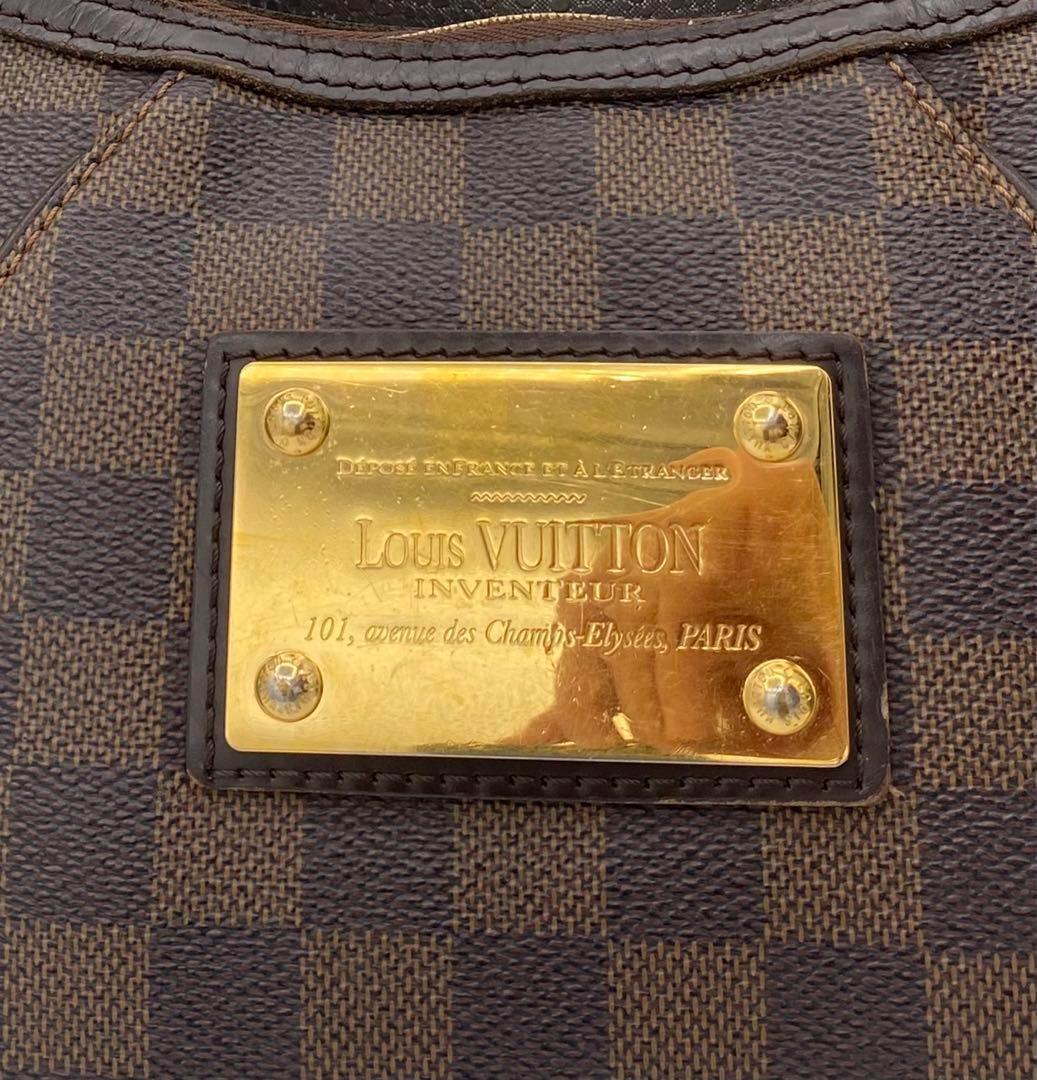 DÉPOSÉ EN FRANCE ET À L'ÉTRANGER
LOUIS VUITTON
INVENTEUR
101, avenue des Champs-Elysées, PARIS